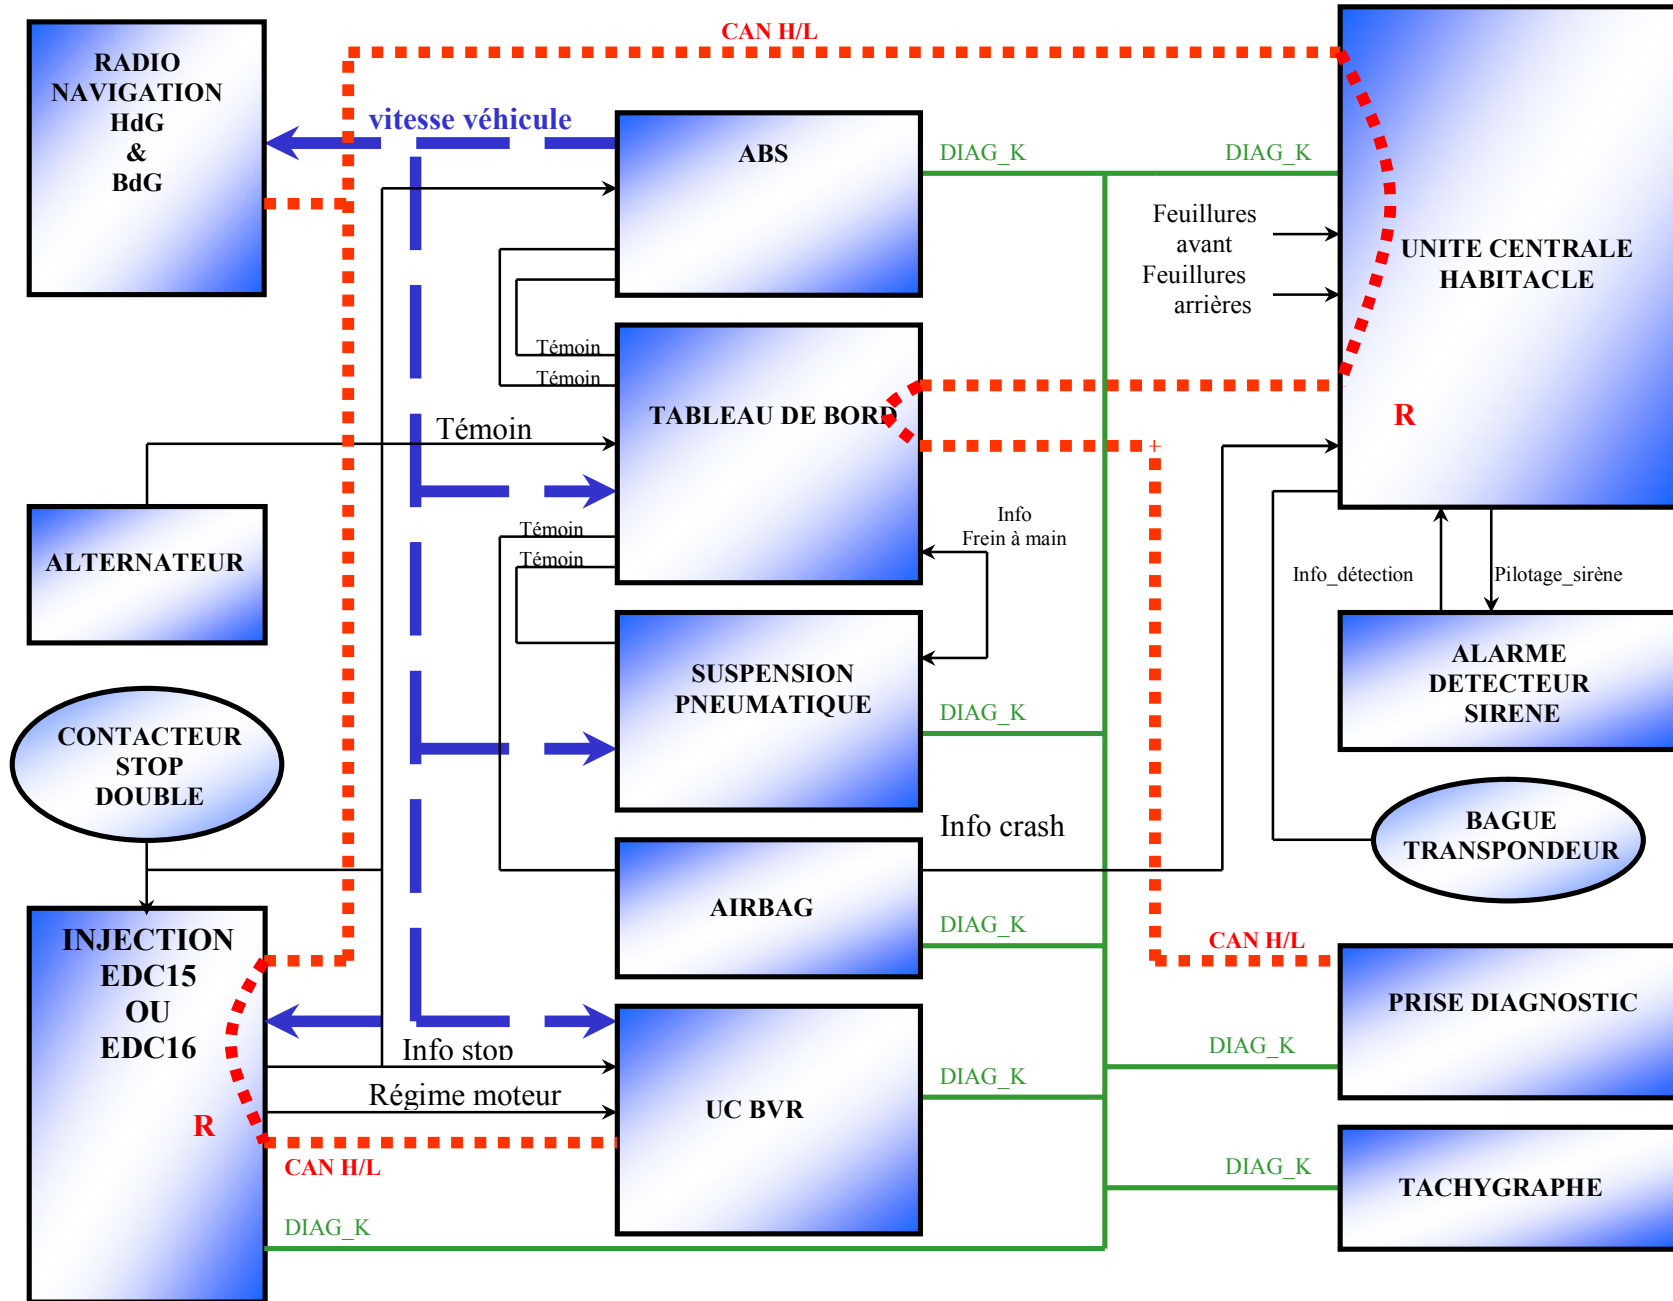 CAN H/L
RADIO
NAVIGATION
HdG
&
BdG
vitesse véhicule
ABS
DIAG_K
DIAG_K
Feuillures
avant
Feuillures
arrières
UNITE CENTRALE
HABITACLE
Témoin
Témoin
TABLEAU DE BORD
R
Témoin
ALTERNATEUR
Témoin
Témoin
Info
Frein à main
Info_détection
Pilotage_sirène
SUSPENSION
PNEUMATIQUE
DIAG_K
ALARME
DETECTEUR
SIRENE
CONTACTEUR
STOP
DOUBLE
Info crash
BAGUE
TRANSPONDEUR
AIRBAG
DIAG_K
CAN H/L
INJECTION
EDC15
OU
EDC16
PRISE DIAGNOSTIC
DIAG_K
Info stop
Régime moteur
R
CAN H/L
UC BVR
DIAG_K
DIAG_K
TACHYGRAPHE
DIAG_K